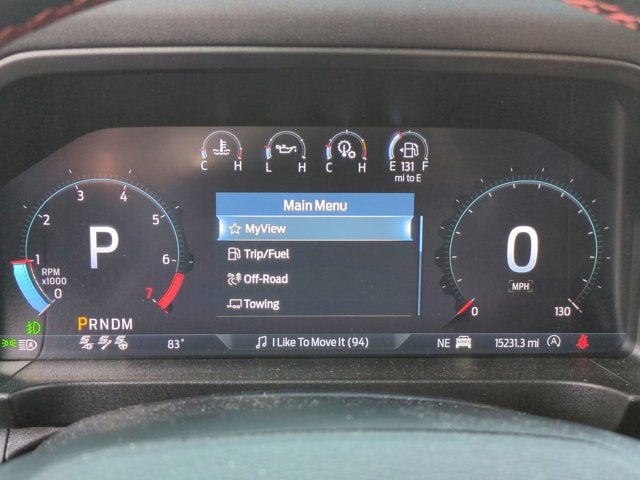 C H
L H
C H
E 131 F
mi to E
Main Menu
MyView
Trip/Fuel
Off-Road
Towing
P
RPM
x1000
0
1
2
3
4
5
6
7
0
MPH
0
130
PRNDM
83°
I Like To Move It (94)
NE
15231.3 mi
A
A